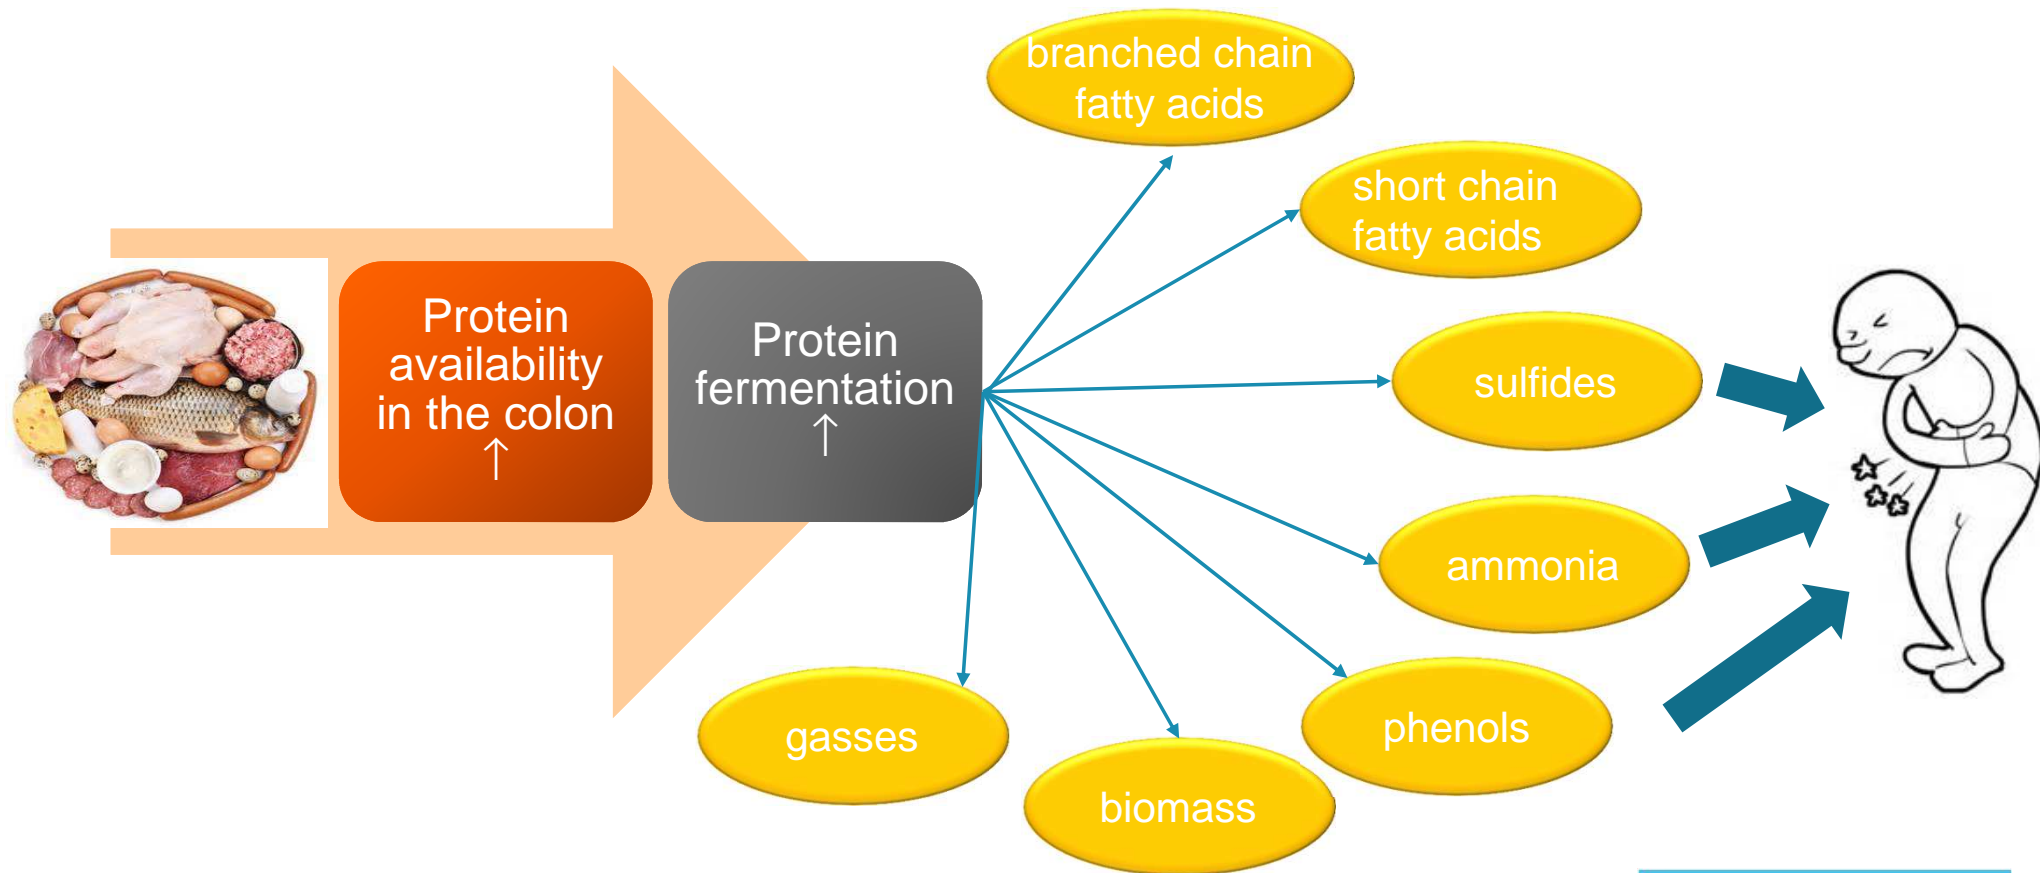 Protein
availability
in the colon
↑
Protein
fermentation
↑
branched chain
fatty acids
short chain
fatty acids
sulfides
ammonia
phenols
biomass
gasses